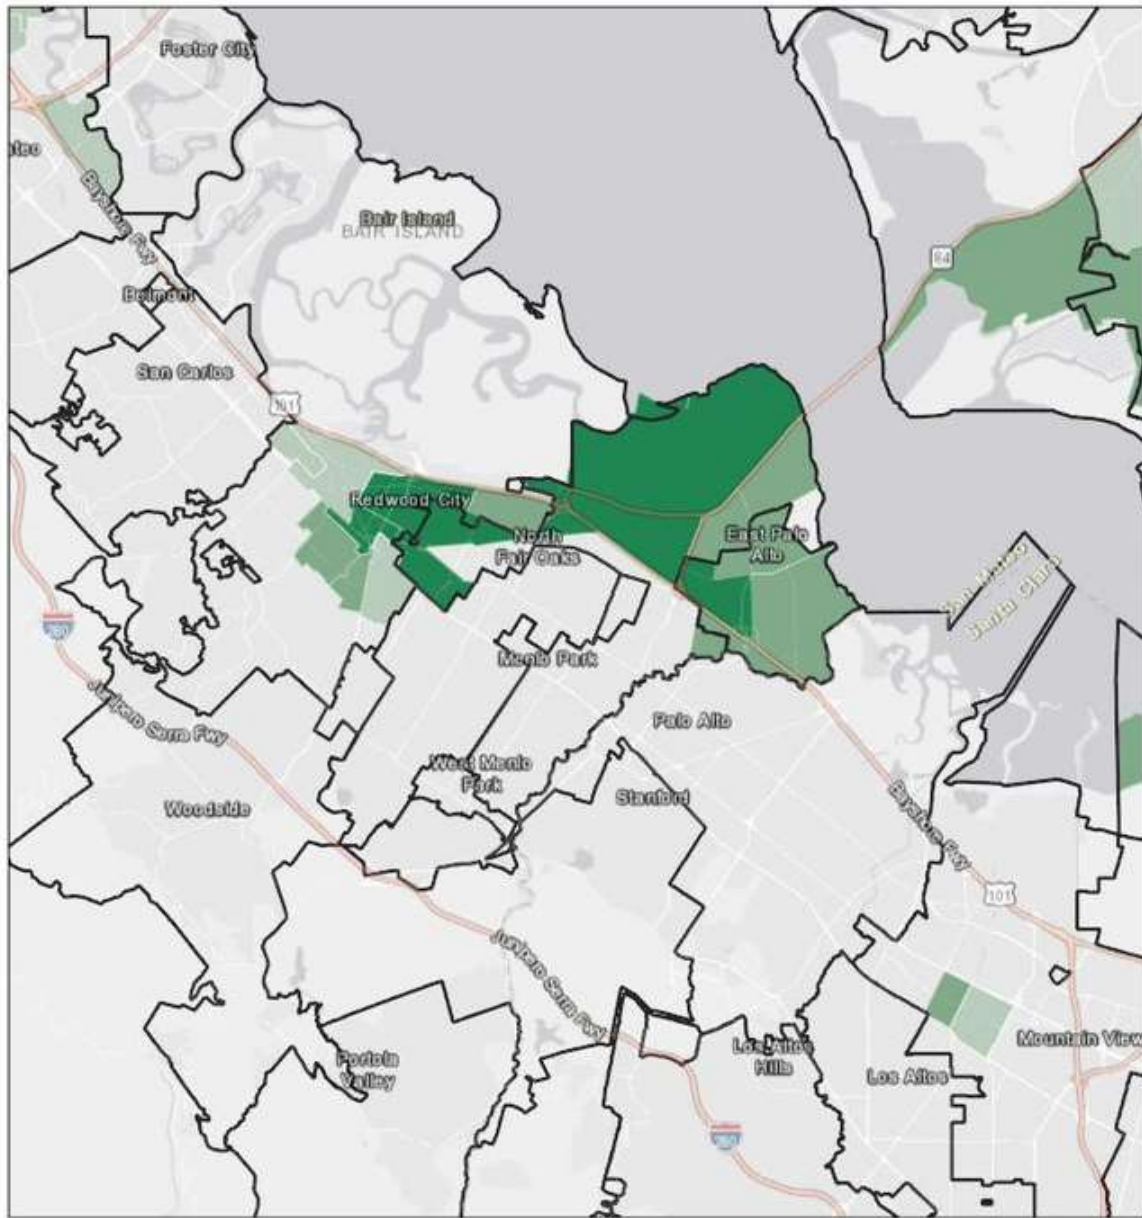 Foster City
ateo
Bayshore Fwy
Bair Island
BAIR ISLAND
84
Belmont
San Carlos
101
Redwood City
North
Fair Oaks
East Palo
Alto
San Mateo
Santa Clara
280
Menlo Park
Junipero Serra Fwy
Palo Alto
West Menlo
Park
Stanford
Woodside
Bayshore Fwy
101
Junipero Serra Fwy
Portola
Valley
Los Altos
Hills
Los Altos
Mountain View
280